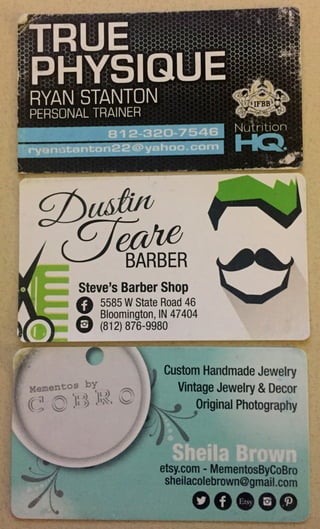 TRUE
PHYSIQUE
RYAN STANTON
PERSONAL TRAINER
IFBB
812-320-7546
Nutrition
HQ
ryanstanton22@yahoo.com
Dustin
Teare
BARBER
Steve's Barber Shop
5585 W State Road 46
Bloomington, IN 47404
(812) 876-9980
Mementos by
COBRO
Custom Handmade Jewelry
Vintage Jewelry & Decor
Original Photography
Sheila Brown
etsy.com - MementosByCoBro
sheilacolebrown@gmail.com
Etsy